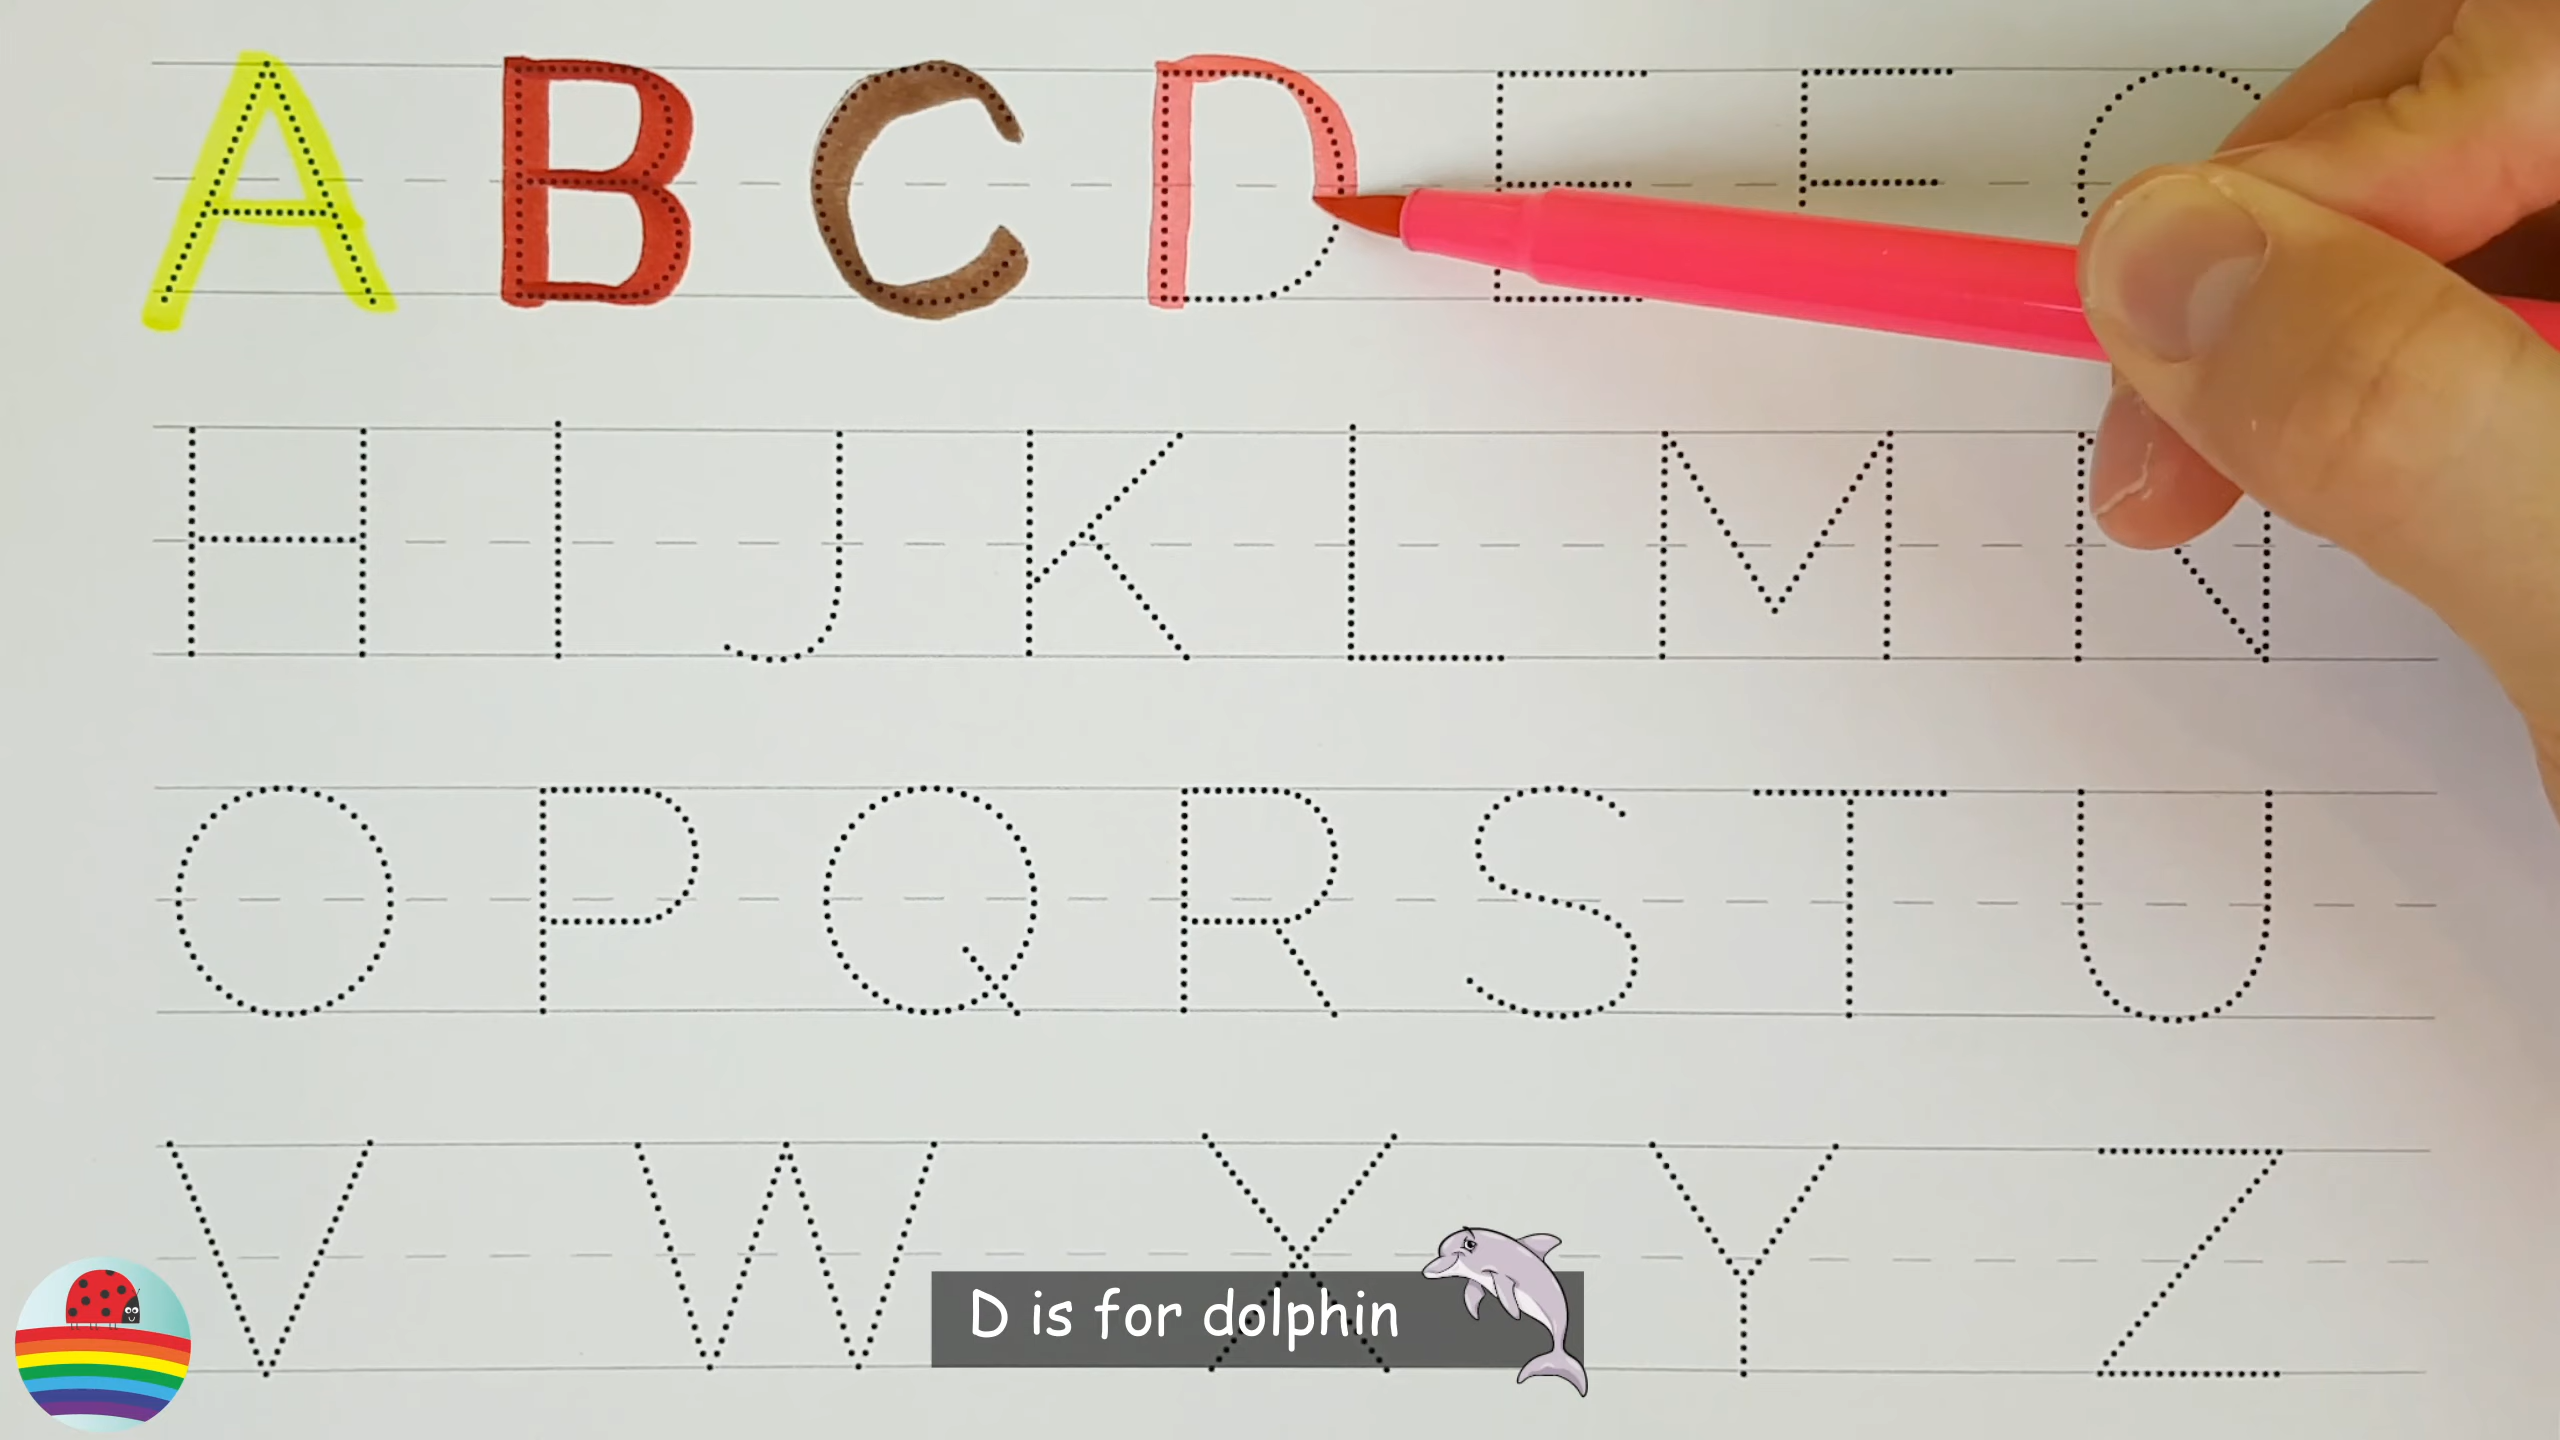 A B C D E F G
H I J K L M N
O P Q R S T U
V W X Y Z
D is for dolphin